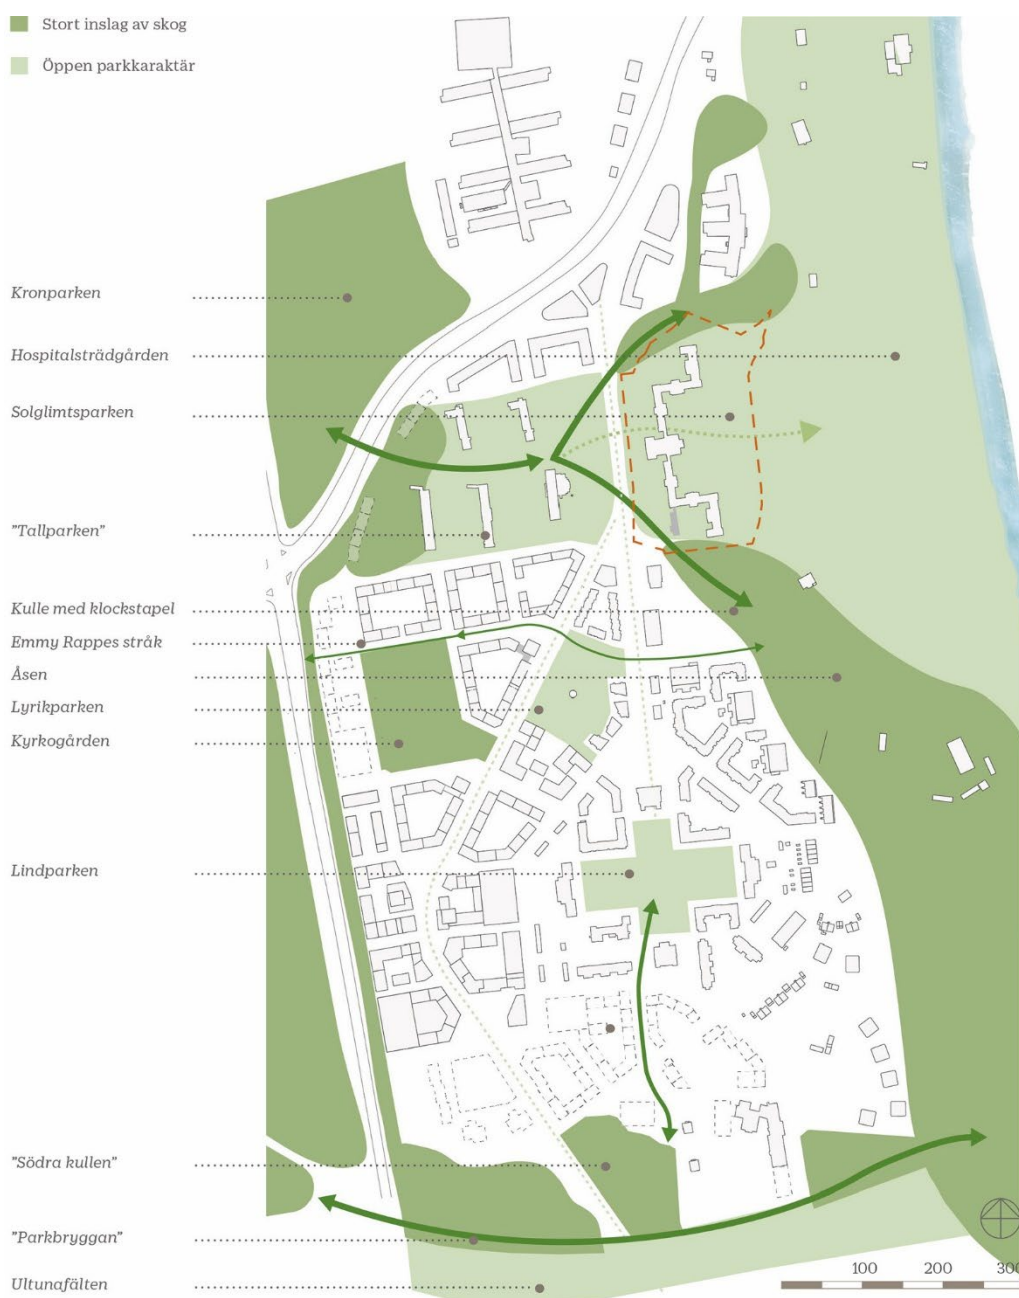 Stort inslag av skog
Öppen parkkaraktär
Kronparken
Hospitalsträdgården
Solglimtsparken
"Tallparken"
Kulle med klockstapel
Emmy Rappes stråk
Åsen
Lyrikparken
Kyrkogården
Lindparken
"Södra kullen"
"Parkbryggan"
Ultunafälten
100 200 300